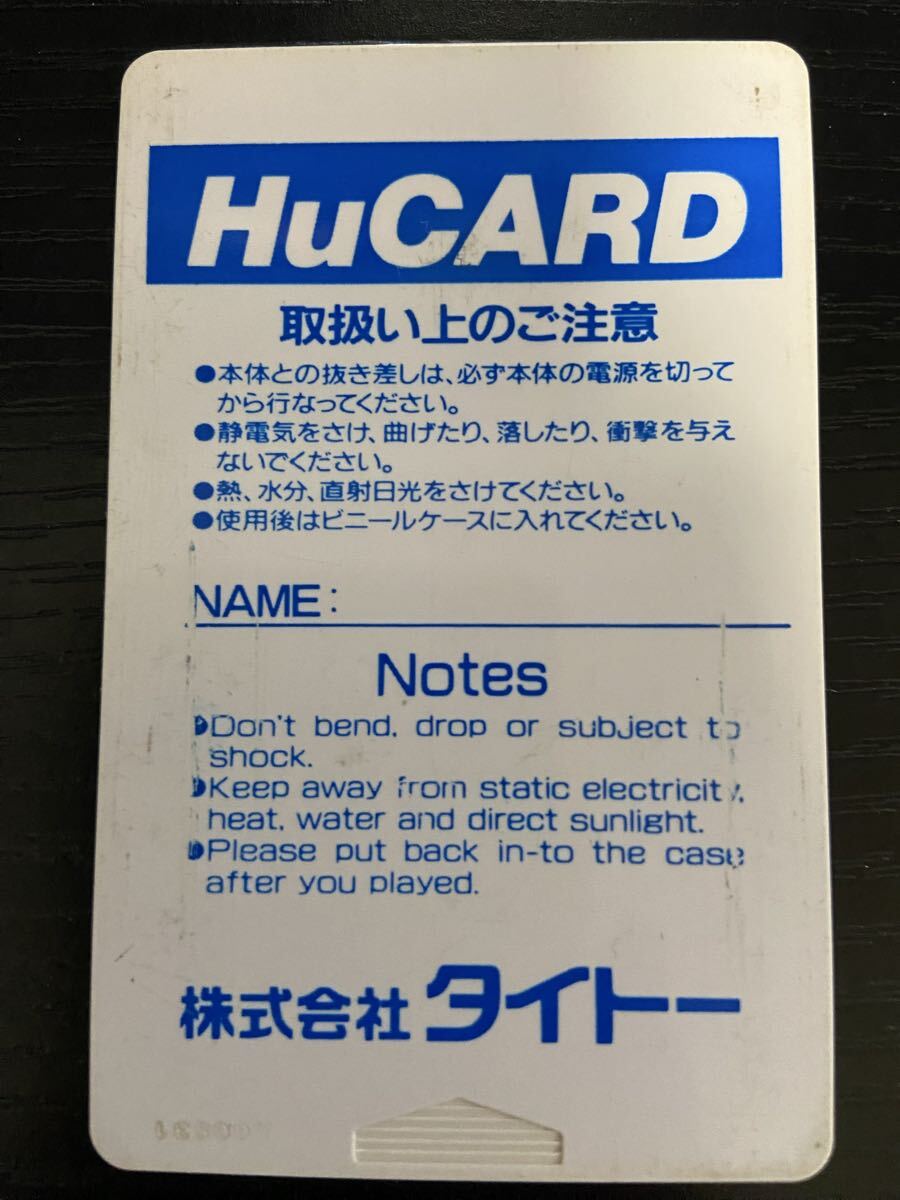 HuCARD
取扱い上のご注意
●本体との抜き差しは、必ず本体の電源を切って
から行なってください。
●静電気をさけ、曲げたり、落したり、衝撃を与え
ないでください。
●熱、水分、直射日光をさけてください。
●使用後はビニールケースに入れてください。
NAME:
Notes
●Don't bend, drop or subject to
shock.
●Keep away from static electricity,
heat, water and direct sunlight.
●Please put back in-to the case
after you played.
株式会社タイトー